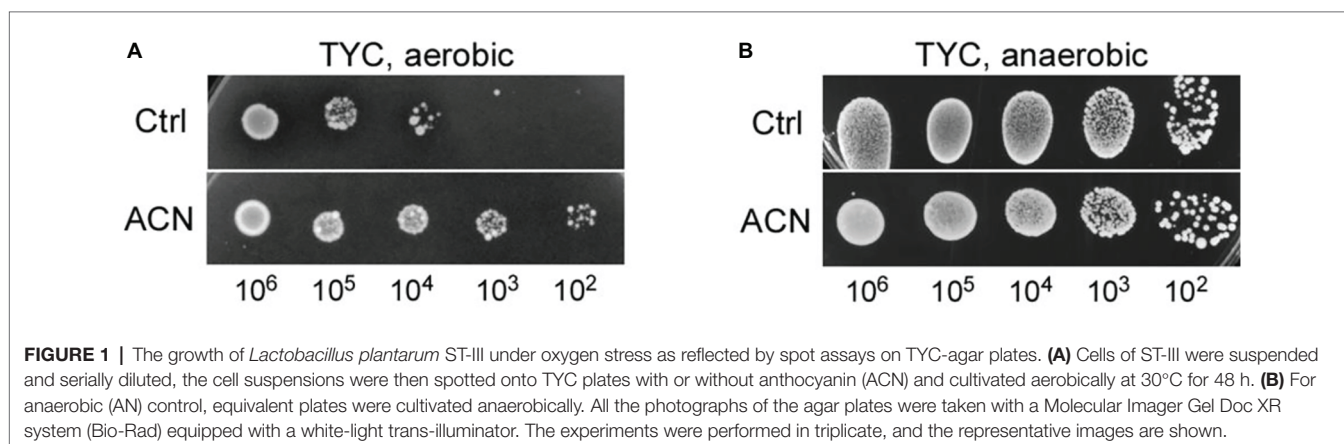 A
TYC, aerobic
Ctrl
ACN
10⁶ 10⁵ 10⁴ 10³ 10²
B
TYC, anaerobic
Ctrl
ACN
10⁶ 10⁵ 10⁴ 10³ 10²
FIGURE 1 | The growth of Lactobacillus plantarum ST-III under oxygen stress as reflected by spot assays on TYC-agar plates. (A) Cells of ST-III were suspended
and serially diluted, the cell suspensions were then spotted onto TYC plates with or without anthocyanin (ACN) and cultivated aerobically at 30°C for 48 h. (B) For
anaerobic (AN) control, equivalent plates were cultivated anaerobically. All the photographs of the agar plates were taken with a Molecular Imager Gel Doc XR
system (Bio-Rad) equipped with a white-light trans-illuminator. The experiments were performed in triplicate, and the representative images are shown.